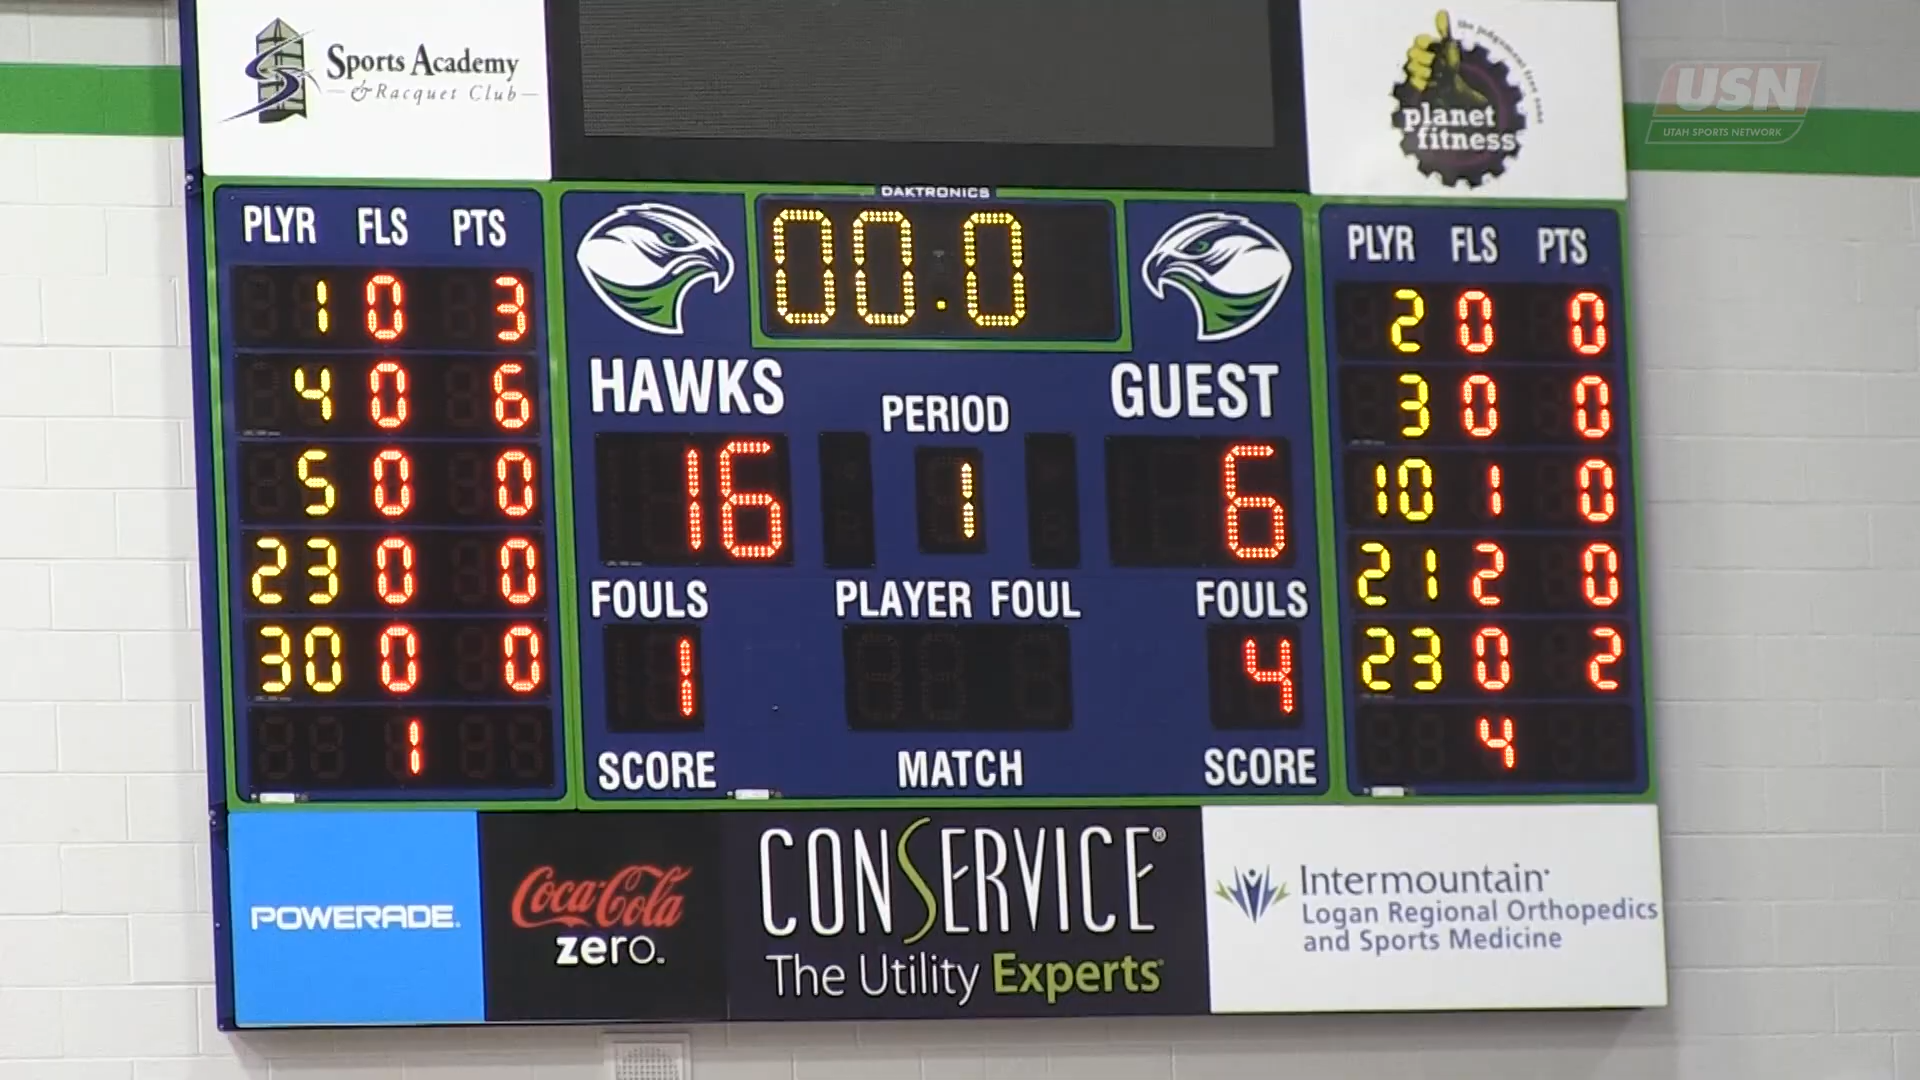 Sports Academy
& Racquet Club
the judgement free zone
planet
fitness
USN
UTAH SPORTS NETWORK
DAKTRONICS
PLYR FLS PTS
1 0 3
4 0 6
5 0 0
23 0 0
30 0 0
1
00.0
HAWKS
GUEST
PERIOD
16
1
6
FOULS
PLAYER FOUL
FOULS
1
4
SCORE
MATCH
SCORE
PLYR FLS PTS
2 0 0
3 0 0
10 1 0
21 2 0
23 0 2
4
POWERADE
Coca-Cola
zero.
CONSERVICE®
The Utility Experts
Intermountain
Logan Regional Orthopedics
and Sports Medicine